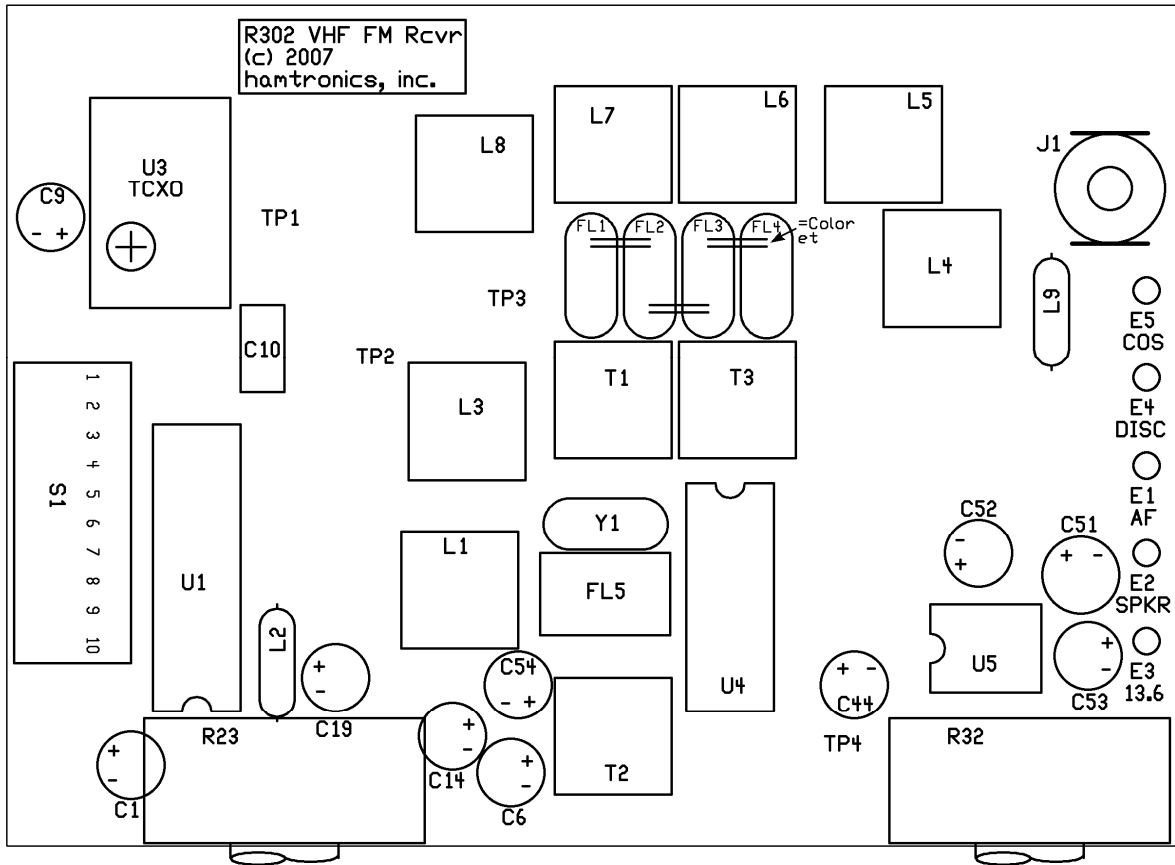 R302 VHF FM Rcvr
(c) 2007
hamtronics, inc.
L7
L6
L5
L8
J1
U3
TCXO
C9
- +
TP1
FL1
FL2
FL3
FL4
=Color
et
L4
L9
TP3
E5
COS
C10
TP2
T1
T3
L3
E4
DISC
1
2
3
4
5
6
7
8
9
10
S1
E1
AF
C52
-
+
C51
+ -
Y1
L1
FL5
U1
E2
SPKR
L2
+
-
C19
C54
- +
U4
+ -
C44
U5
+
-
C53
E3
13.6
R23
+
-
C14
TP4
R32
+
-
C1
+
-
C6
T2